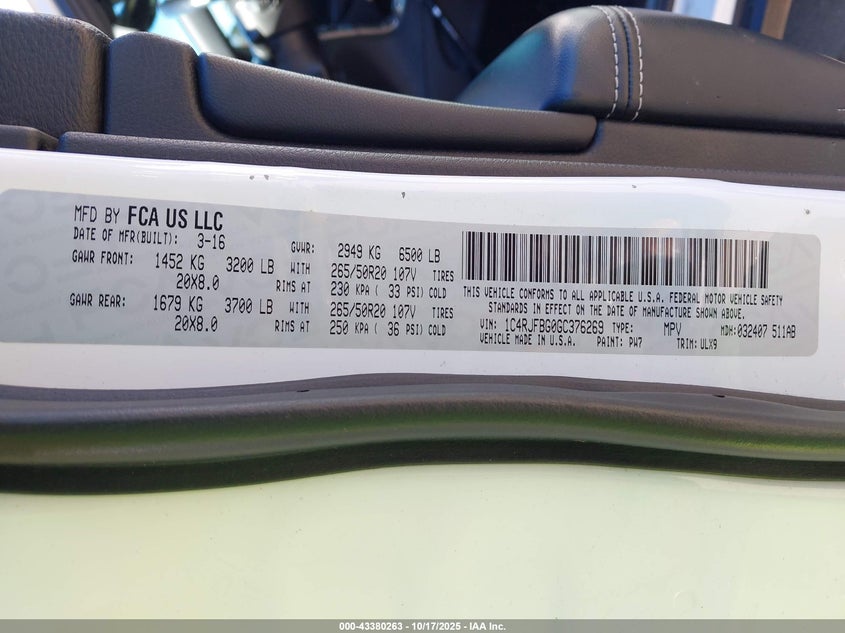 MFD BY FCA US LLC
DATE OF MFR(BUILT): 3-16 GVWR: 2949 KG 6500 LB
GAWR FRONT: 1452 KG 3200 LB WITH 265/50R20 107V TIRES
20X8.0 RIMS AT 230 KPA ( 33 PSI) COLD
GAWR REAR: 1679 KG 3700 LB WITH 265/50R20 107V TIRES
20X8.0 RIMS AT 250 KPA ( 36 PSI) COLD
THIS VEHICLE CONFORMS TO ALL APPLICABLE U.S.A. FEDERAL MOTOR VEHICLE SAFETY
STANDARDS IN EFFECT ON THE DATE OF MANUFACTURE SHOWN ABOVE.
VIN: 1C4RJFBG0GC376269 TYPE: MPV MDH: 032407 511AB
VEHICLE MADE IN U.S.A. PAINT: PW7 TRIM: ULX9
000-43380263 - 10/17/2025 - IAA Inc.